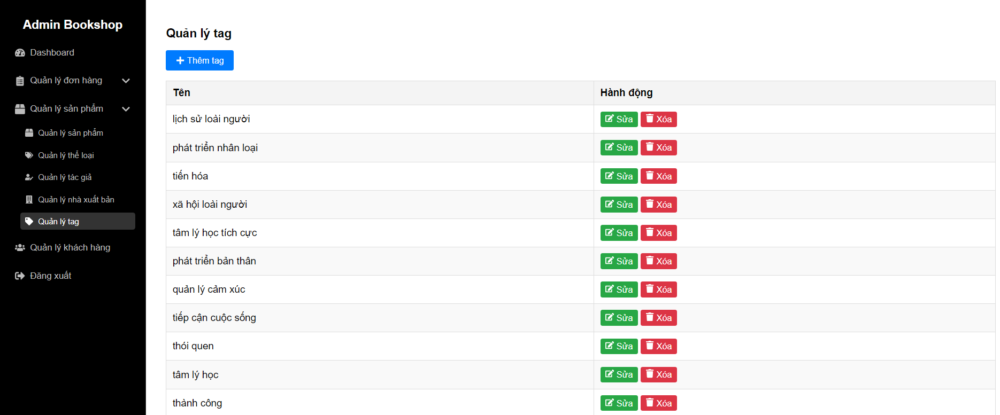 Admin Bookshop
Dashboard
Quản lý đơn hàng
Quản lý sản phẩm
Quản lý sản phẩm
Quản lý thể loại
Quản lý tác giả
Quản lý nhà xuất bản
Quản lý tag
Quản lý khách hàng
Đăng xuất
Quản lý tag
Thêm tag
Tên Hành động
lịch sử loài người Sửa Xóa
phát triển nhân loại Sửa Xóa
tiến hóa Sửa Xóa
xã hội loài người Sửa Xóa
tâm lý học tích cực Sửa Xóa
phát triển bản thân Sửa Xóa
quản lý cảm xúc Sửa Xóa
tiếp cận cuộc sống Sửa Xóa
thói quen Sửa Xóa
tâm lý học Sửa Xóa
thành công Sửa Xóa